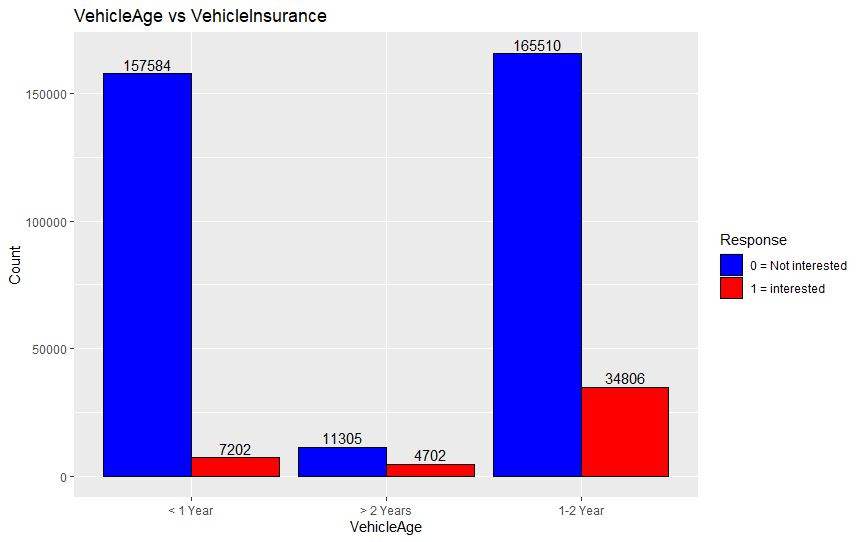 VehicleAge vs VehicleInsurance
165510
157584
150000
100000
50000
34806
11305
7202
4702
0
Count
< 1 Year
> 2 Years
1-2 Year
VehicleAge
Response
0 = Not interested
1 = interested